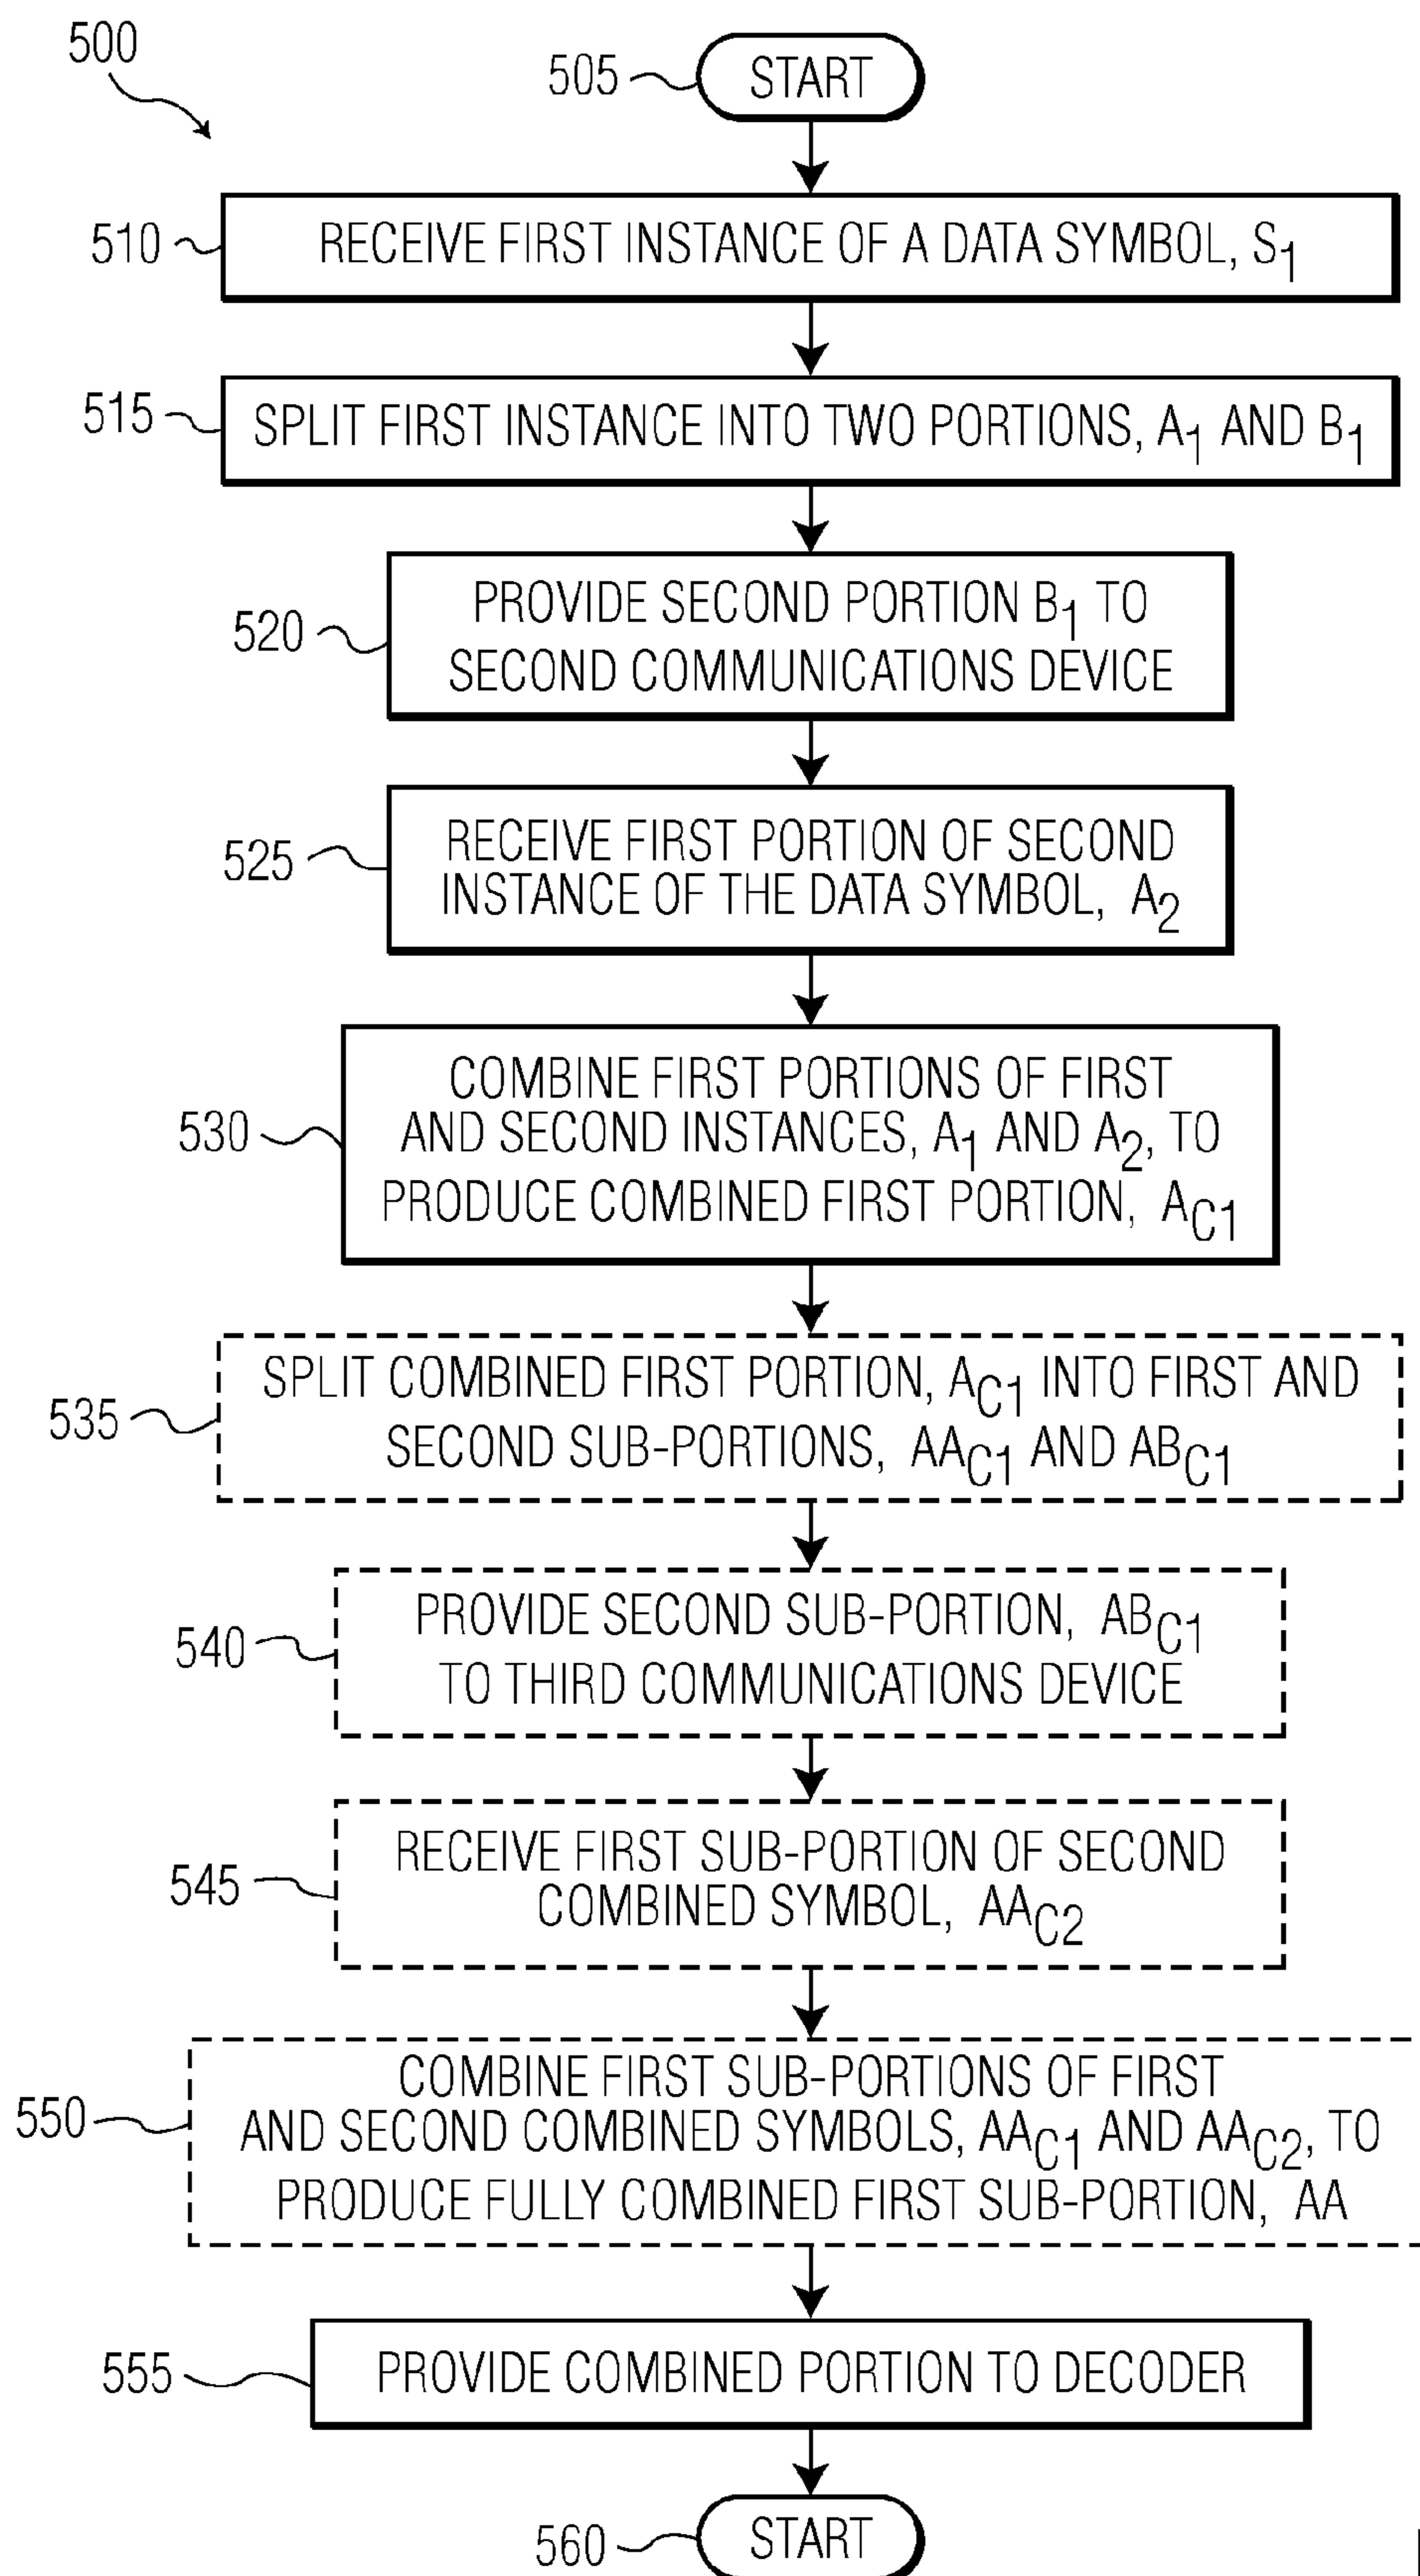 500
505 START
510 RECEIVE FIRST INSTANCE OF A DATA SYMBOL, S1
515 SPLIT FIRST INSTANCE INTO TWO PORTIONS, A1 AND B1
520
PROVIDE SECOND PORTION B1 TO
SECOND COMMUNICATIONS DEVICE
525
RECEIVE FIRST PORTION OF SECOND
INSTANCE OF THE DATA SYMBOL, A2
530
COMBINE FIRST PORTIONS OF FIRST
AND SECOND INSTANCES, A1 AND A2, TO
PRODUCE COMBINED FIRST PORTION, AC1
535
SPLIT COMBINED FIRST PORTION, AC1 INTO FIRST AND
SECOND SUB-PORTIONS, AAC1 AND ABC1
540
PROVIDE SECOND SUB-PORTION, ABC1
TO THIRD COMMUNICATIONS DEVICE
545
RECEIVE FIRST SUB-PORTION OF SECOND
COMBINED SYMBOL, AAC2
550
COMBINE FIRST SUB-PORTIONS OF FIRST
AND SECOND COMBINED SYMBOLS, AAC1 AND AAC2, TO
PRODUCE FULLY COMBINED FIRST SUB-PORTION, AA
555 PROVIDE COMBINED PORTION TO DECODER
560 START